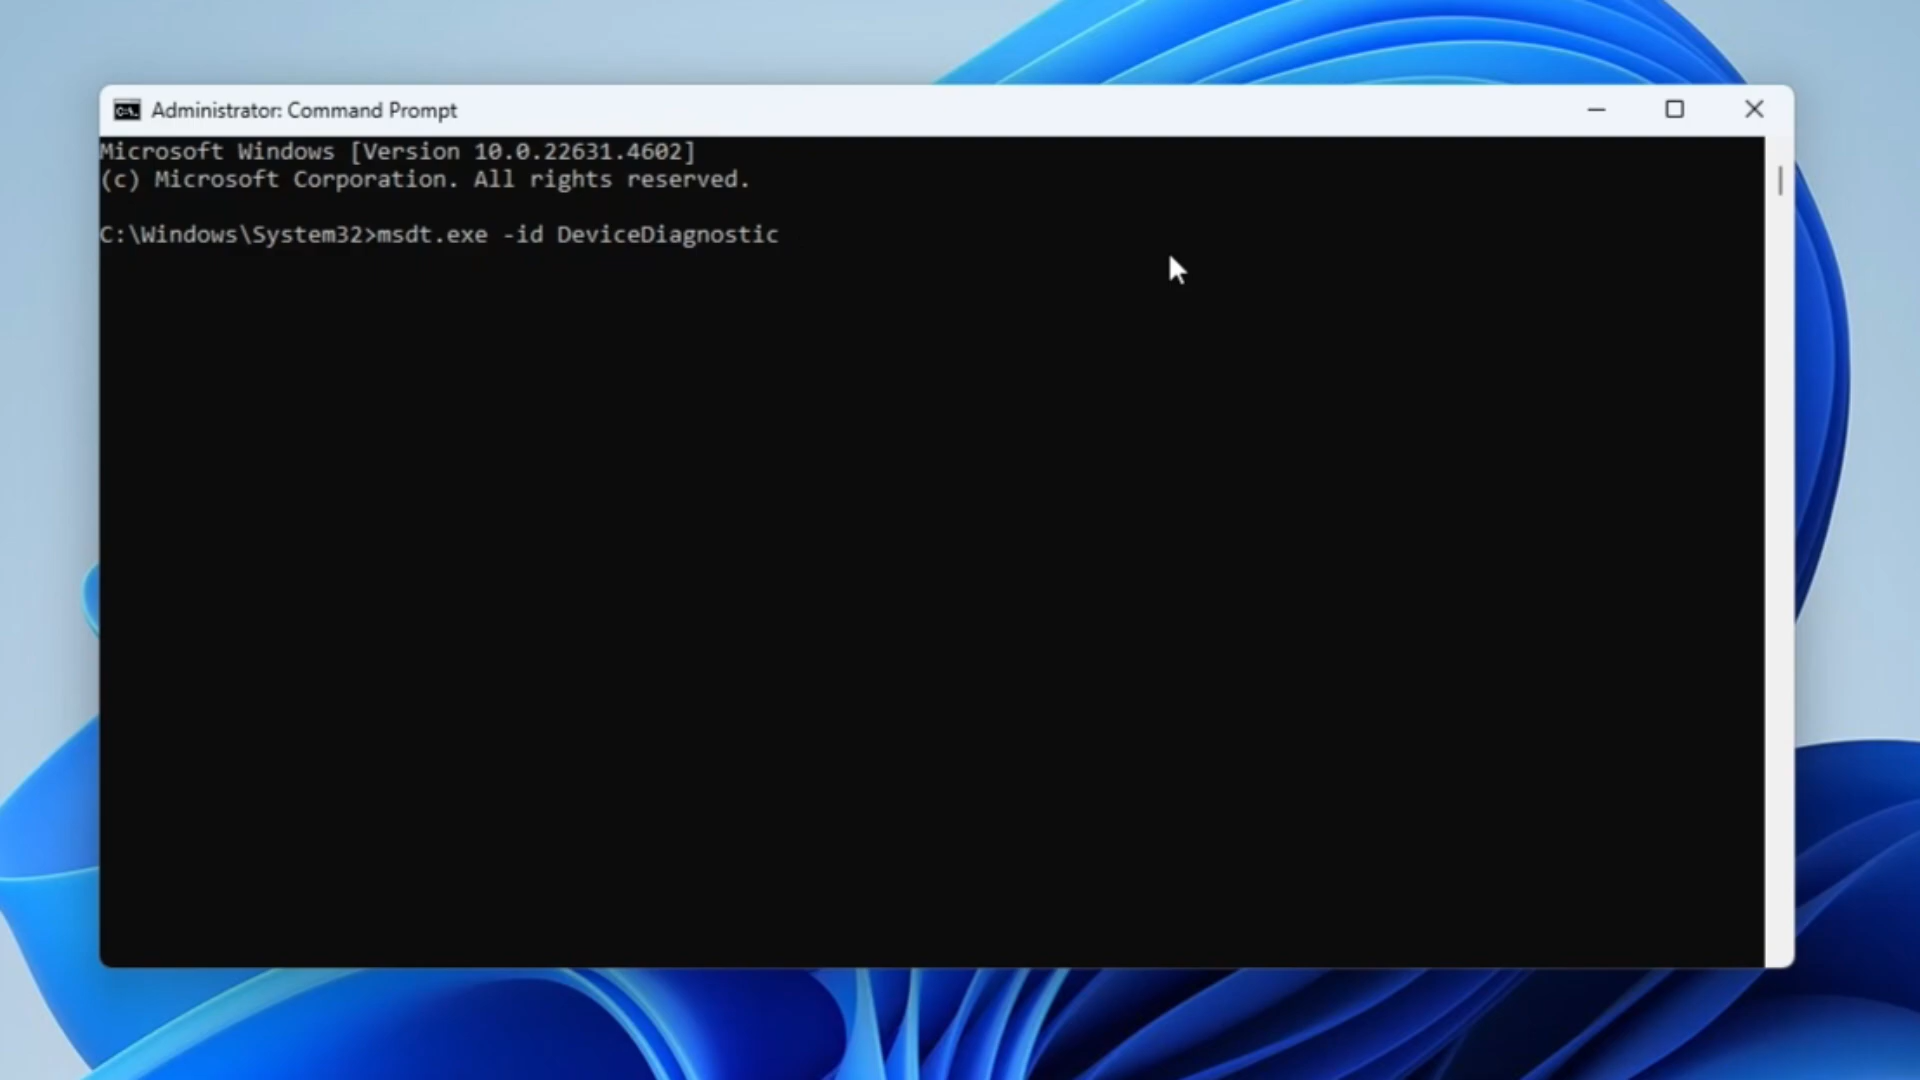 Administrator: Command Prompt
Microsoft Windows [Version 10.0.22631.4602]
(c) Microsoft Corporation. All rights reserved.
C:\Windows\System32>msdt.exe -id DeviceDiagnostic